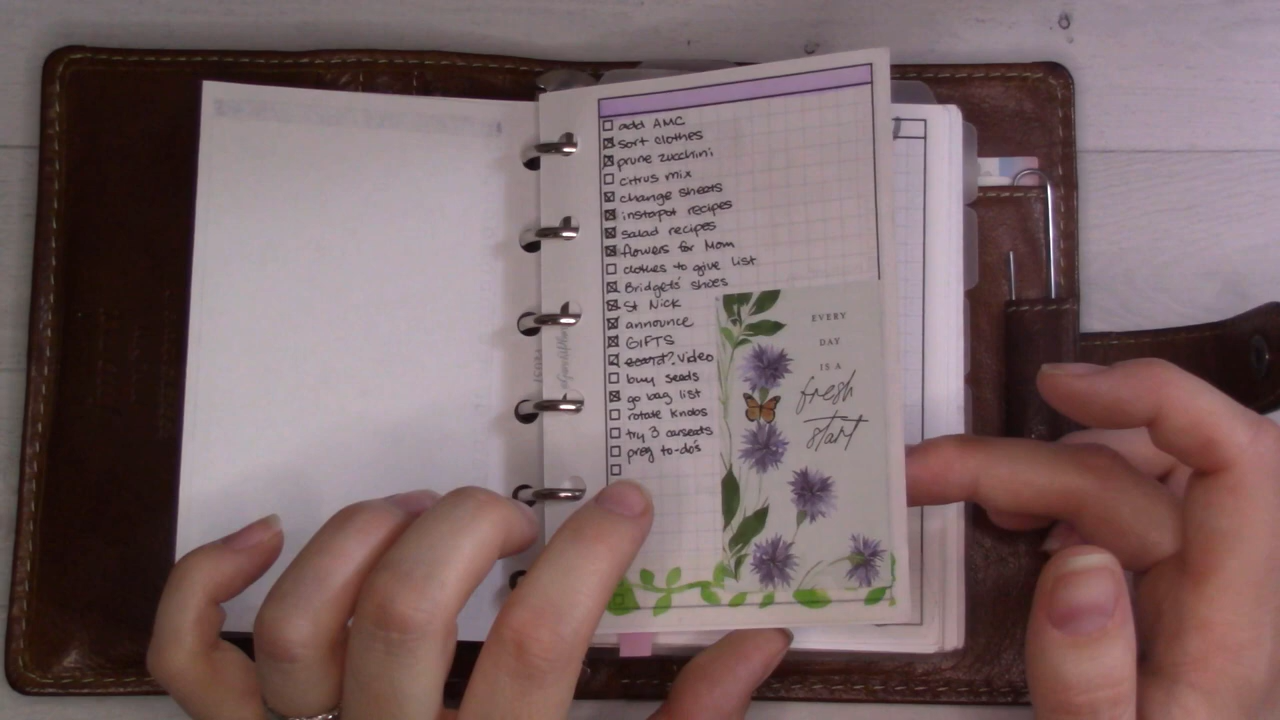 add AMC
sort clothes
prune zucchini
citrus mix
change sheets
instapot recipes
salad recipes
flowers for Mom
clothes to give list
Bridgets' shoes
St Nick
announce
GIFTS
board? video
buy seeds
go bag list
rotate knobs
try 3 carseats
preg to-do's
EVERY
DAY
IS A
fresh
start